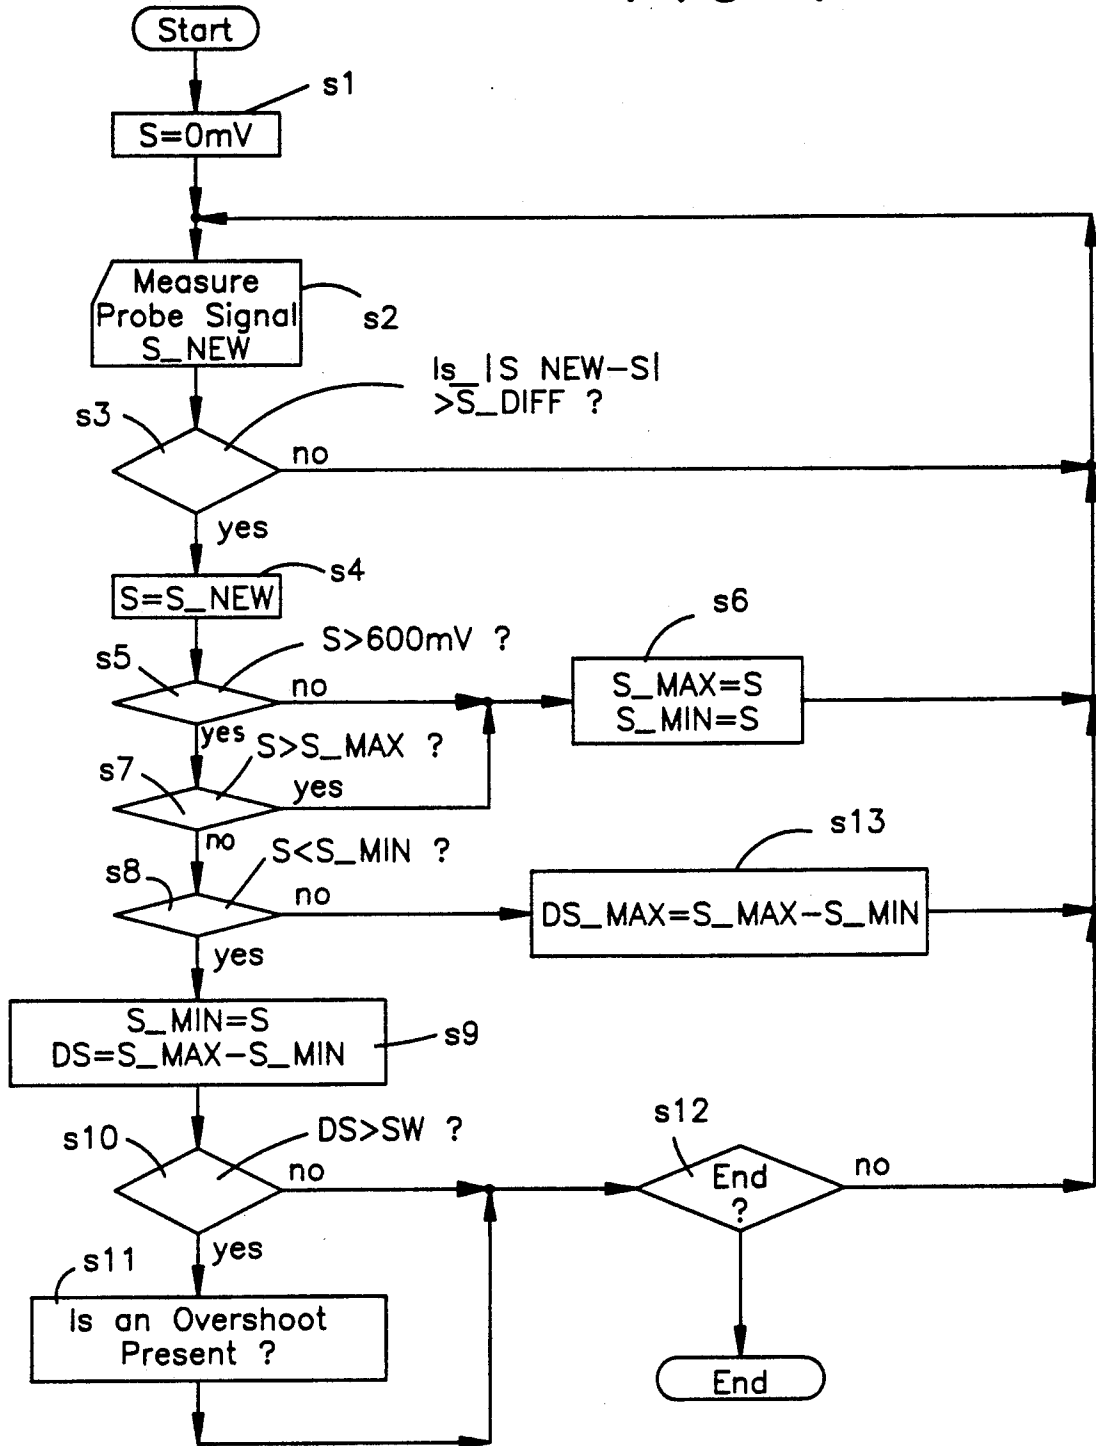 Start
s1
S=0mV
Measure
Probe Signal
S_NEW
s2
Is_|S NEW-S|
>S_DIFF ?
s3
no
yes
s4
S=S_NEW
s6
S>600mV ?
s5
no
S_MAX=S
S_MIN=S
yes
S>S_MAX ?
s7
yes
no
s13
S<S_MIN ?
s8
no
DS_MAX=S_MAX-S_MIN
yes
S_MIN=S
DS=S_MAX-S_MIN
s9
s12
DS>SW ?
s10
no
End
?
no
yes
s11
Is an Overshoot
Present ?
End